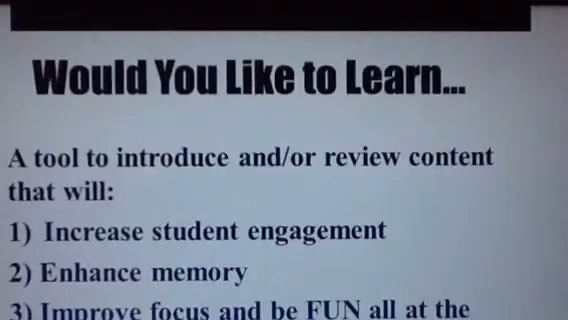 Would You Like to Learn...
A tool to introduce and/or review content
that will:
1) Increase student engagement
2) Enhance memory
3) Improve focus and be FUN all at the